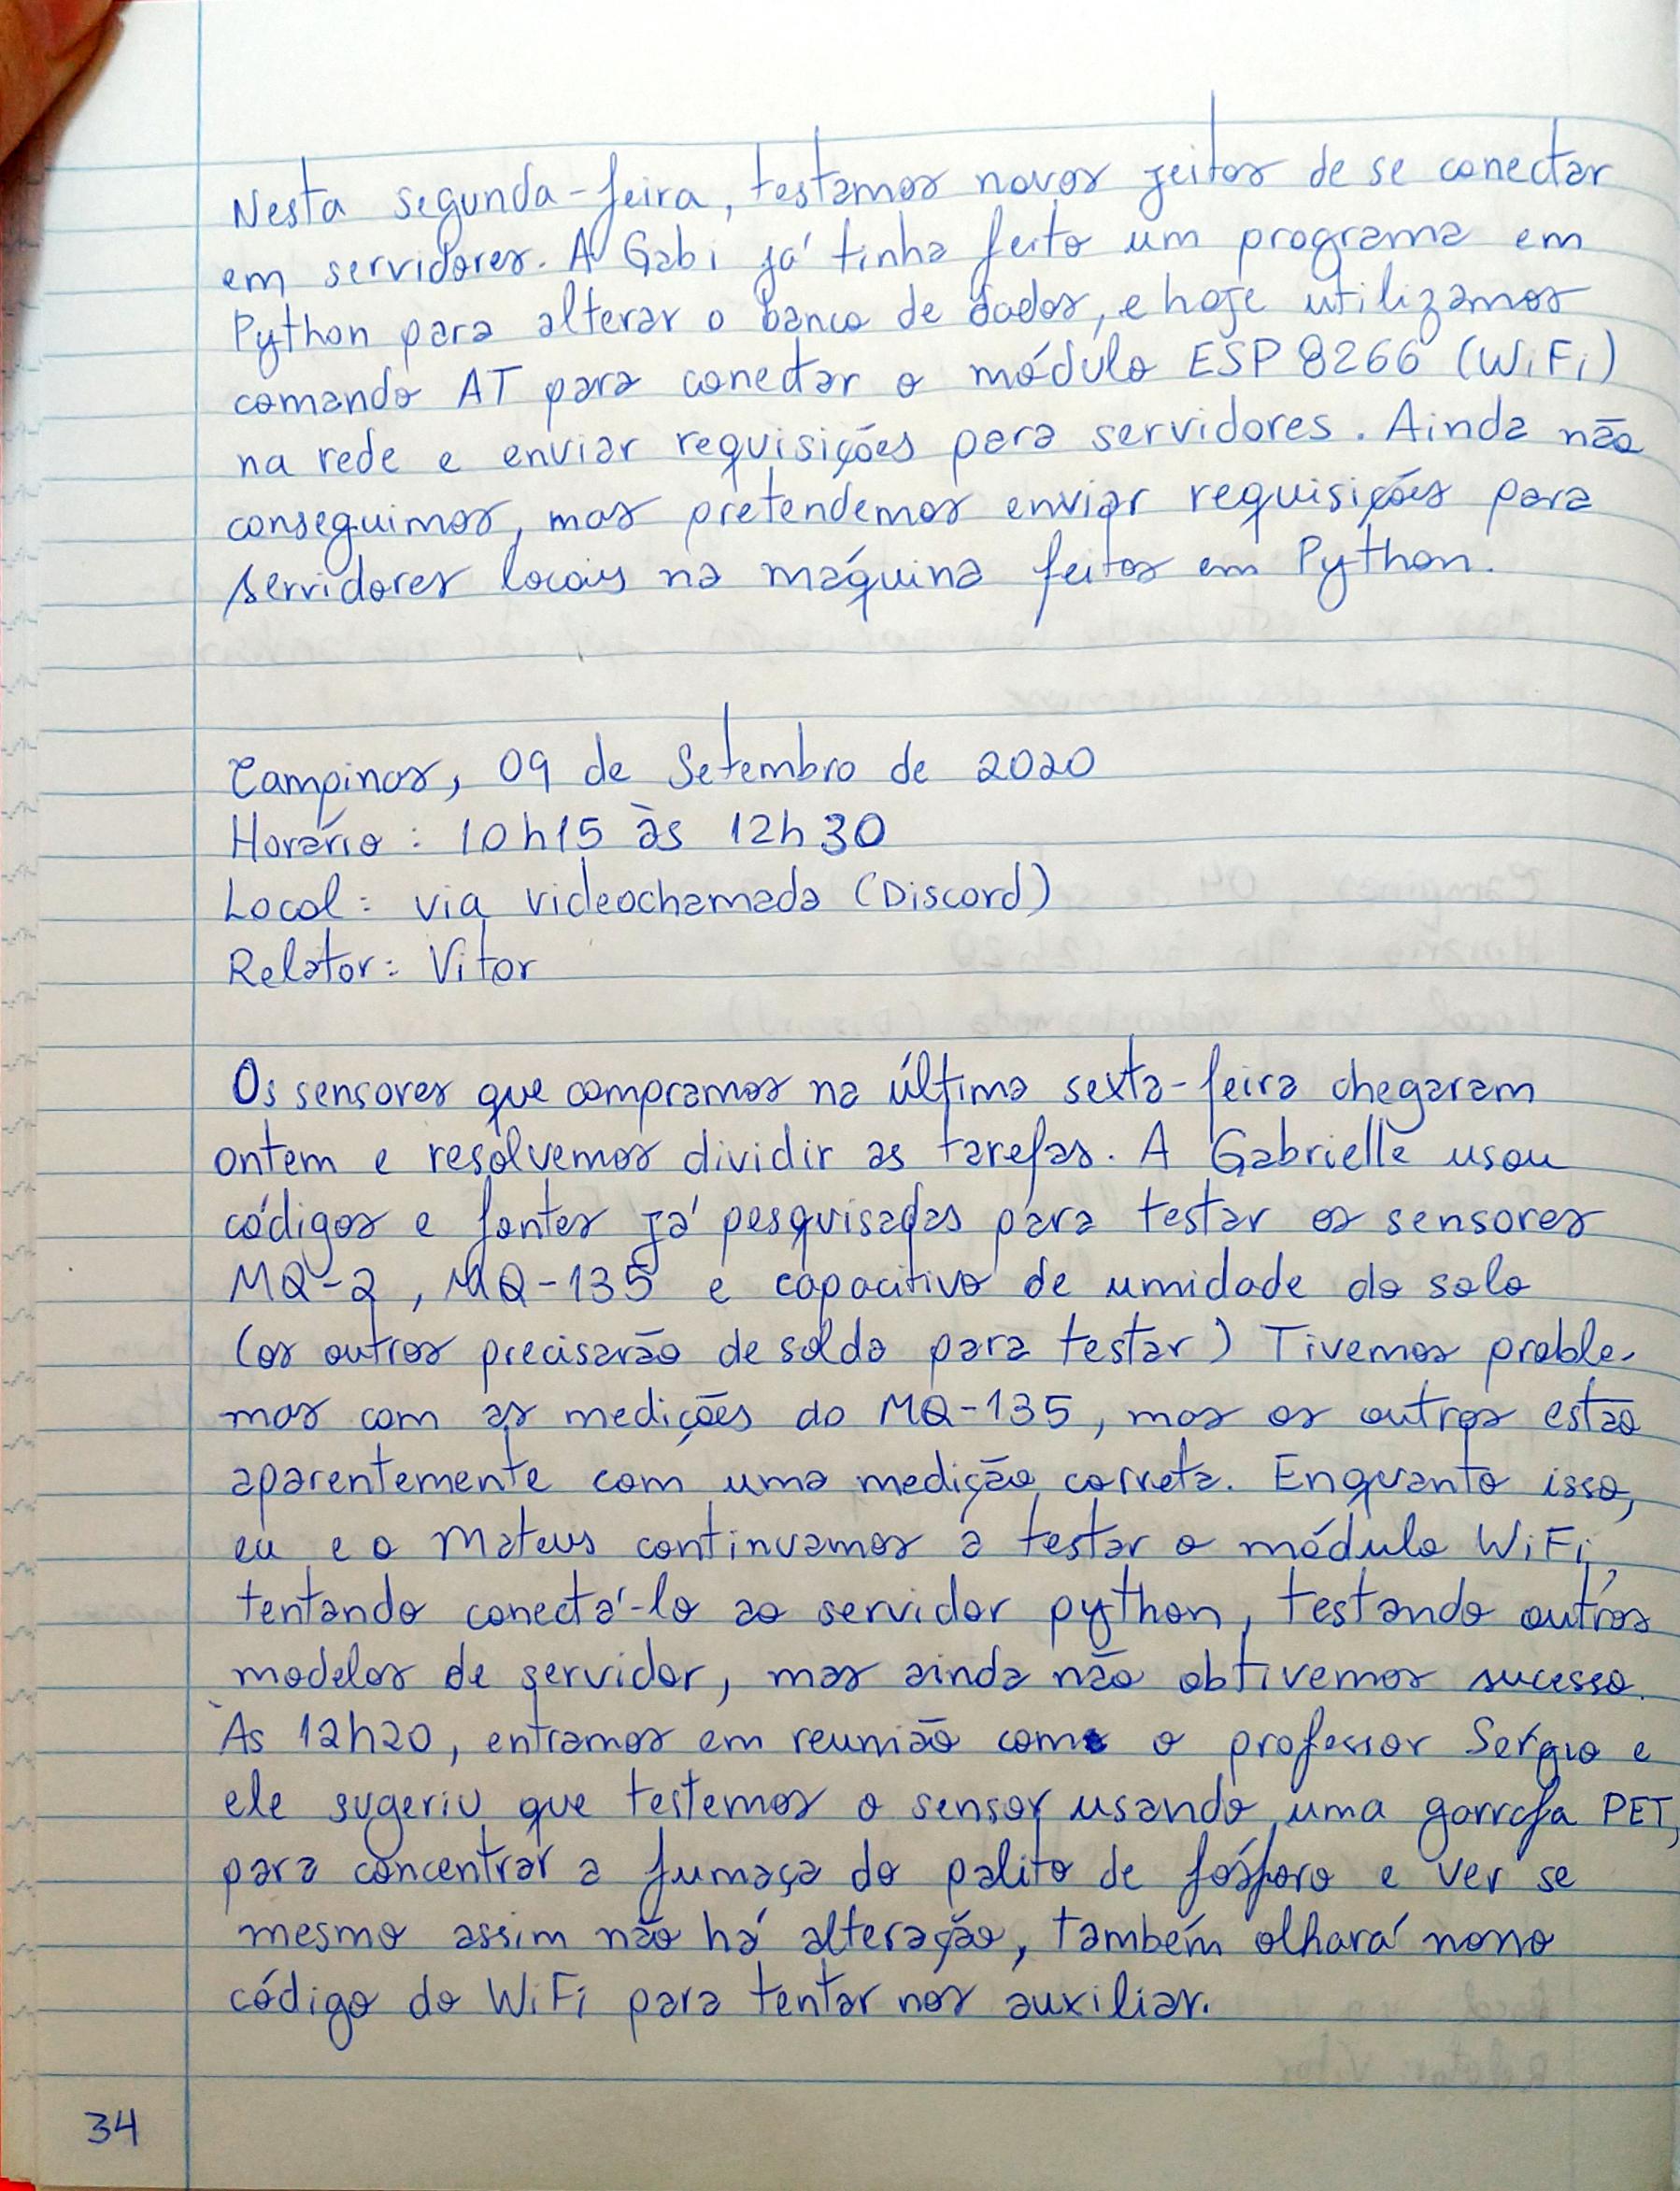 Nesta segunda-feira, testamos novos jeitos de se conectar
em servidores. A Gabi já tinha feito um programa em
Python para alterar o banco de dados, e hoje utilizamos
comando AT para conectar o módulo ESP 8266 (WiFi)
na rede e enviar requisições para servidores. Ainda não
conseguimos, mas pretendemos enviar requisições para
servidores locais na máquina feitos em Python.
Campinas, 09 de Setembro de 2020
Horário: 10h15 às 12h30
Local: via videochamada (Discord)
Relator: Vitor
Os sensores que compramos na última sexta-feira chegaram
ontem e resolvemos dividir as tarefas. A Gabrielle usou
códigos e fontes já pesquisadas para testar os sensores
MQ-2, MQ-135 e capacitivo de umidade do solo
(os outros precisarão de solda para testar) Tivemos proble-
mas com as medições do MQ-135, mas os outros estão
aparentemente com uma medição correta. Enquanto isso,
eu e o Mateus continuamos a testar o módulo WiFi,
tentando conectá-lo ao servidor python, testando outros
modelos de servidor, mas ainda não obtivemos sucesso.
Às 12h20, entramos em reunião com o professor Sérgio e
ele sugeriu que testemos o sensor usando uma garrafa PET,
para concentrar a fumaça do palito de fósforo e ver se
mesmo assim não há alteração, também olhará nosso
código do WiFi para tentar nos auxiliar.
34